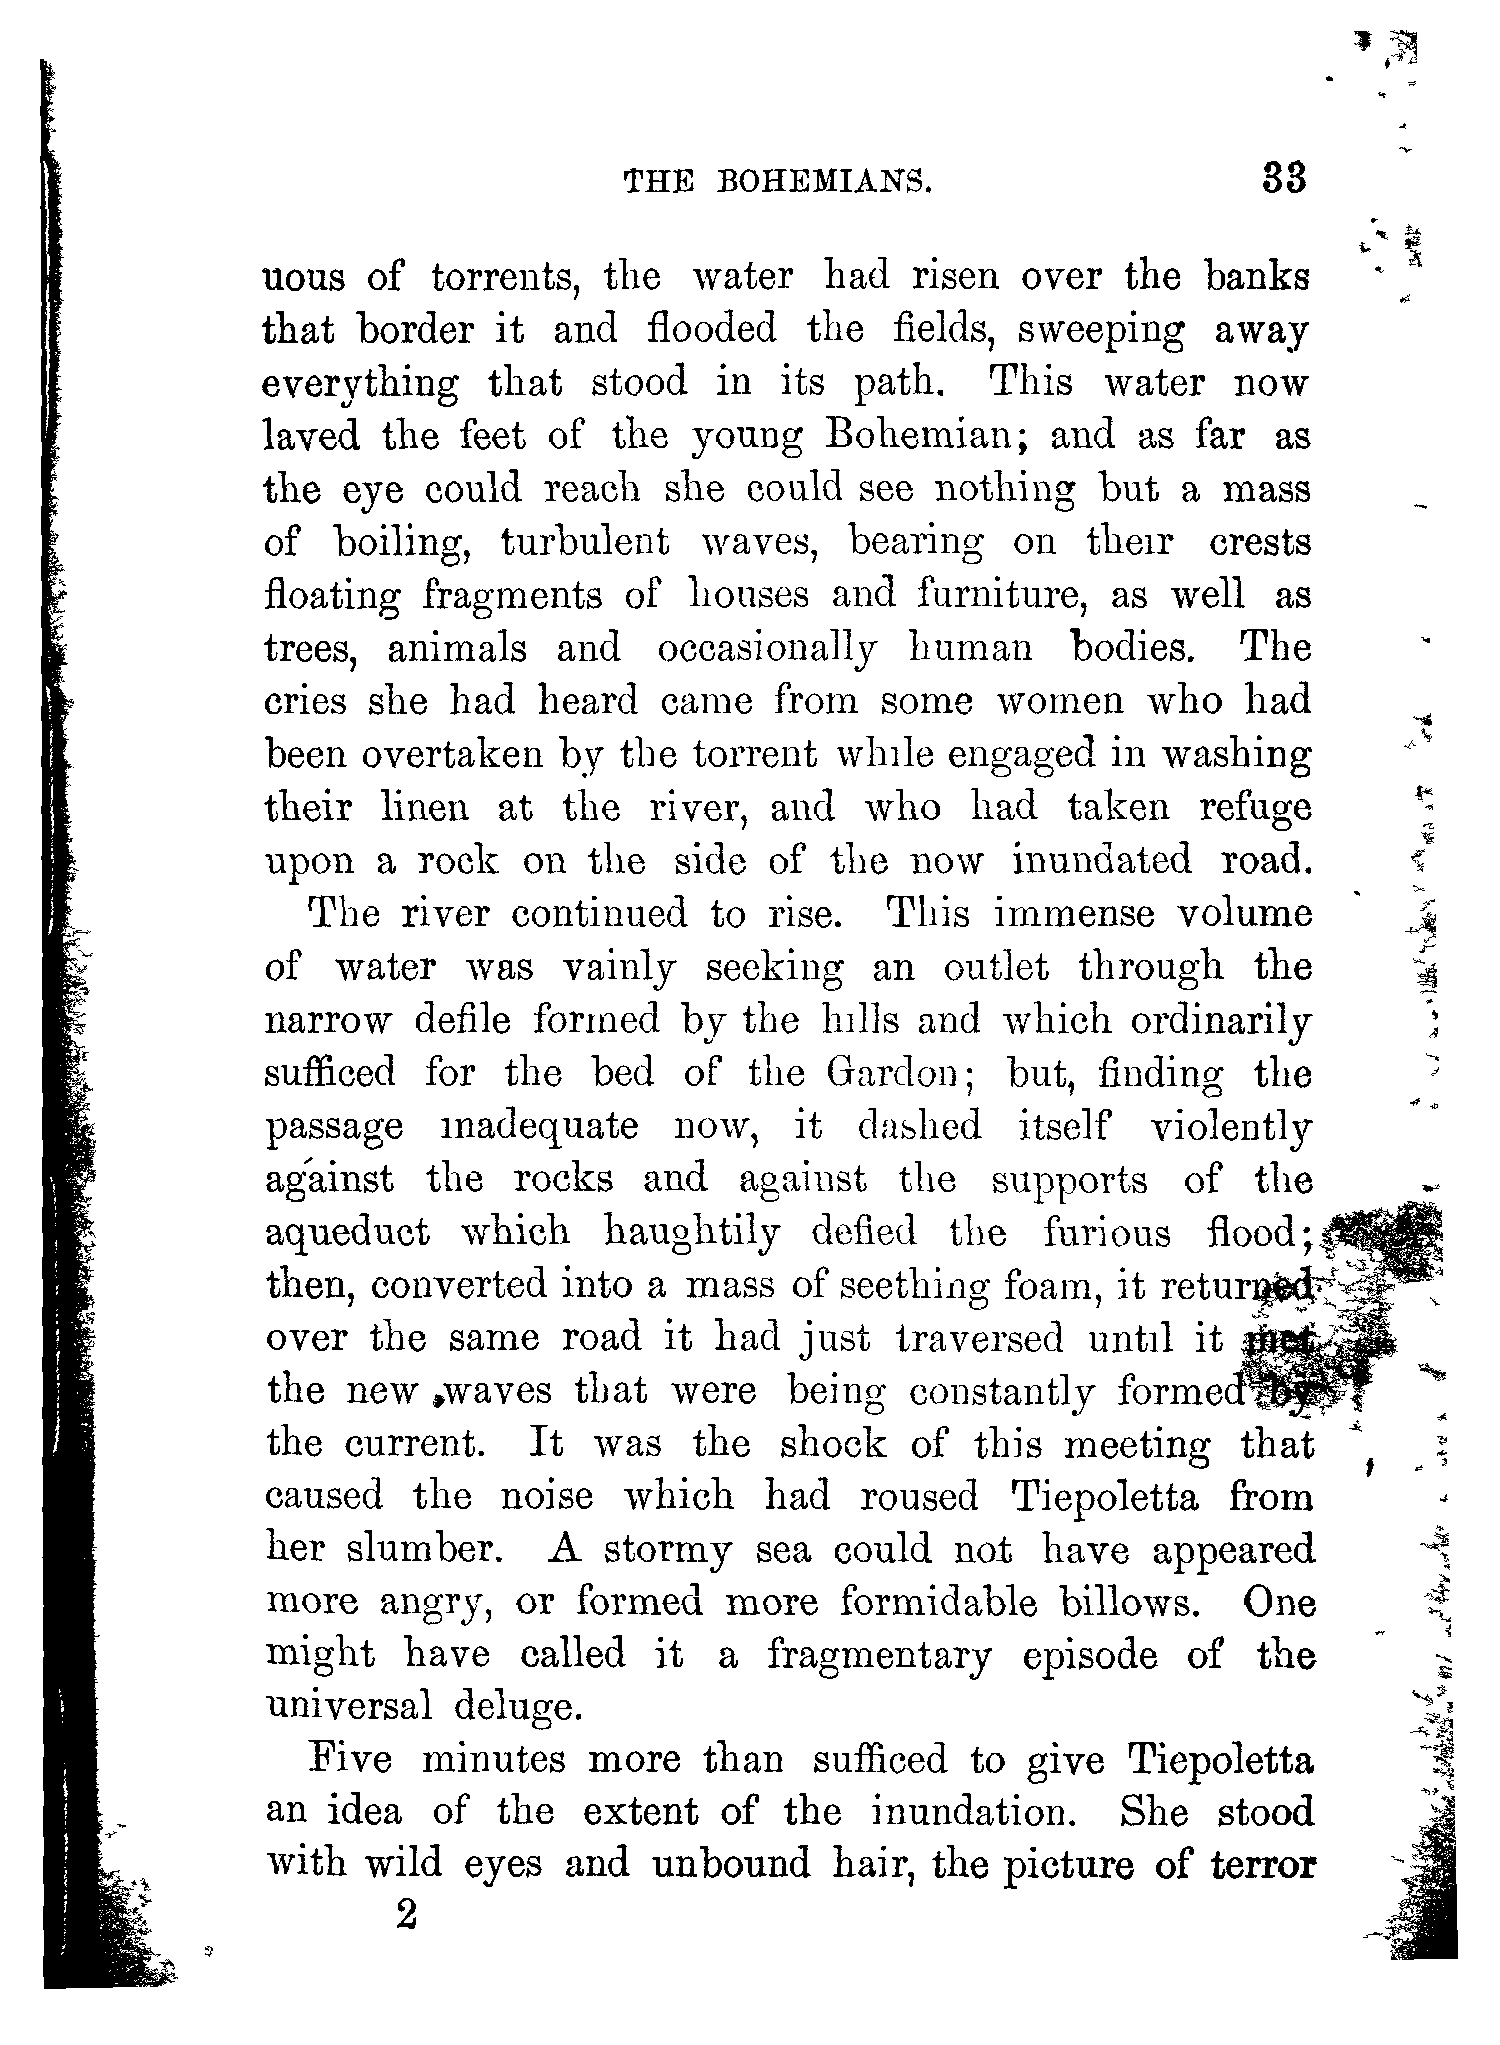 THE BOHEMIANS. 33
uous of torrents, the water had risen over the banks
that border it and flooded the fields, sweeping away
everything that stood in its path. This water now
laved the feet of the young Bohemian; and as far as
the eye could reach she could see nothing but a mass
of boiling, turbulent waves, bearing on their crests
floating fragments of houses and furniture, as well as
trees, animals and occasionally human bodies. The
cries she had heard came from some women who had
been overtaken by the torrent while engaged in washing
their linen at the river, and who had taken refuge
upon a rock on the side of the now inundated road.
The river continued to rise. This immense volume
of water was vainly seeking an outlet through the
narrow defile formed by the hills and which ordinarily
sufficed for the bed of the Gardon; but, finding the
passage inadequate now, it dashed itself violently
against the rocks and against the supports of the
aqueduct which haughtily defied the furious flood;
then, converted into a mass of seething foam, it returned
over the same road it had just traversed until it met
the new waves that were being constantly formed by
the current. It was the shock of this meeting that
caused the noise which had roused Tiepoletta from
her slumber. A stormy sea could not have appeared
more angry, or formed more formidable billows. One
might have called it a fragmentary episode of the
universal deluge.
Five minutes more than sufficed to give Tiepoletta
an idea of the extent of the inundation. She stood
with wild eyes and unbound hair, the picture of terror
2